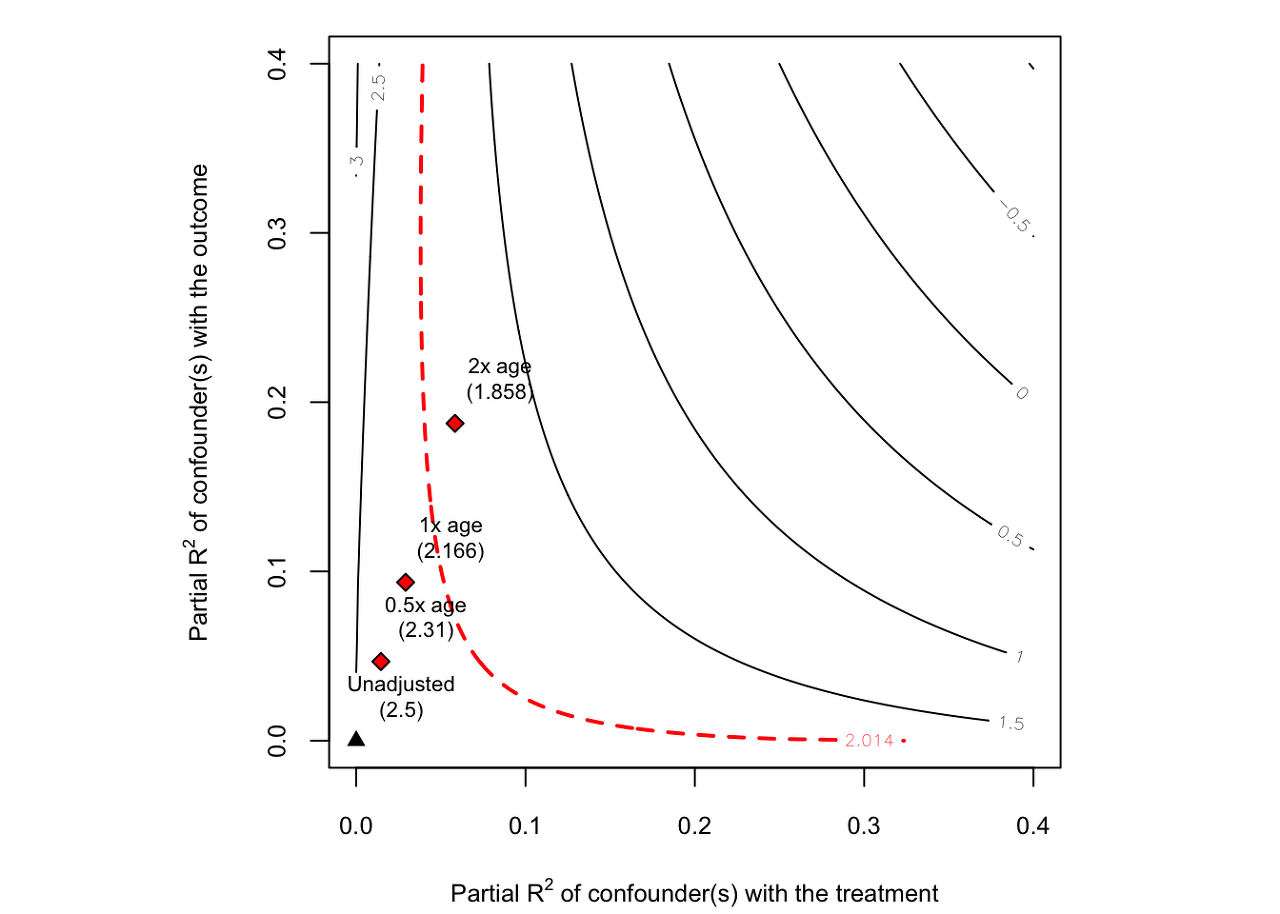 0.4
0.3
0.2
0.1
0.0
Partial R² of confounder(s) with the outcome
3
2.5
-0.5
0
0.5
1
1.5
2.014
2x age
(1.858)
1x age
(2.166)
0.5x age
(2.31)
Unadjusted
(2.5)
0.0 0.1 0.2 0.3 0.4
Partial R² of confounder(s) with the treatment